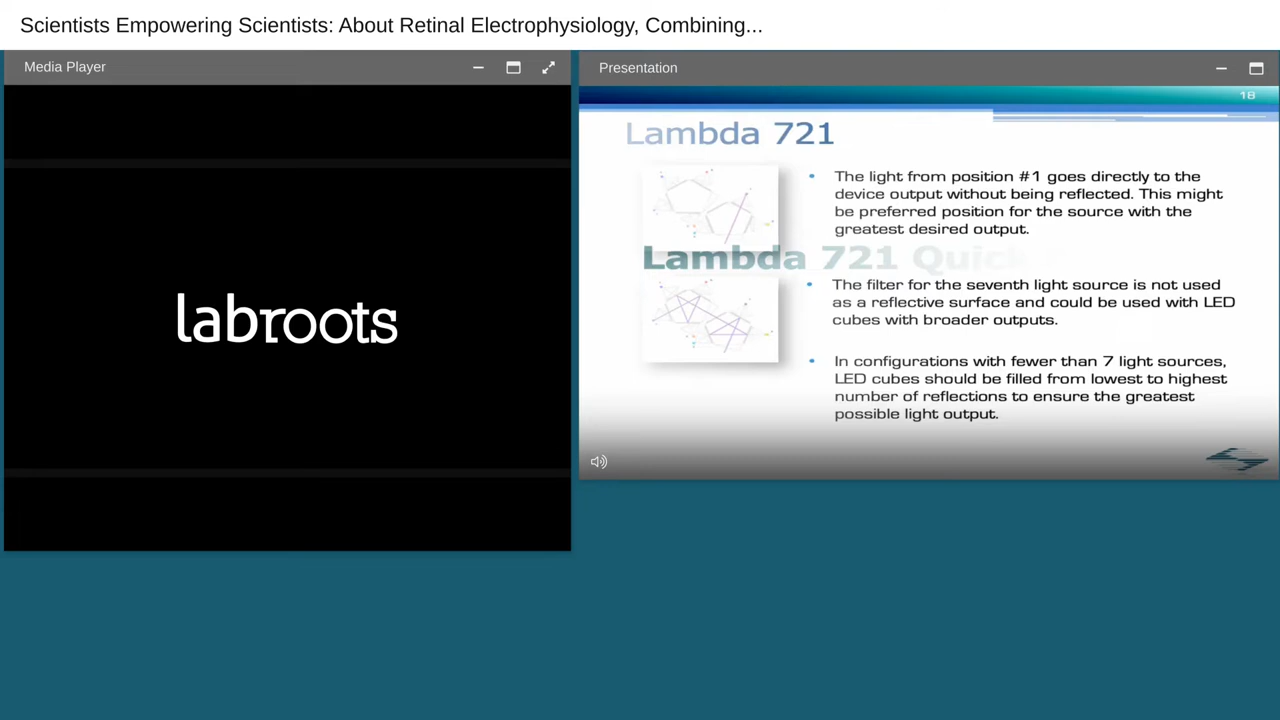 Scientists Empowering Scientists: About Retinal Electrophysiology, Combining...
Media Player
labroots
Presentation
18
Lambda 721
• The light from position #1 goes directly to the
device output without being reflected. This might
be preferred position for the source with the
greatest desired output.
Lambda 721 Quick
• The filter for the seventh light source is not used
as a reflective surface and could be used with LED
cubes with broader outputs.
• In configurations with fewer than 7 light sources,
LED cubes should be filled from lowest to highest
number of reflections to ensure the greatest
possible light output.